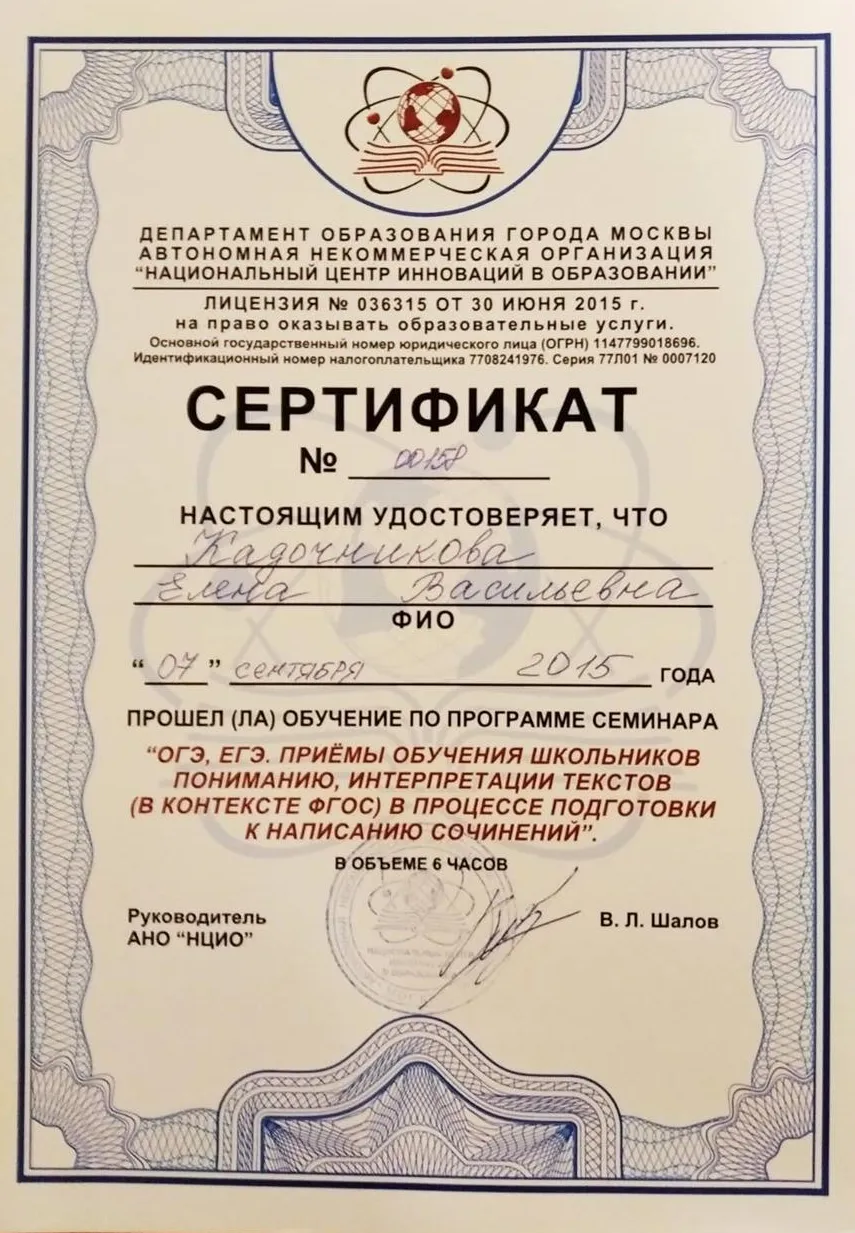 ДЕПАРТАМЕНТ ОБРАЗОВАНИЯ ГОРОДА МОСКВЫ
АВТОНОМНАЯ НЕКОММЕРЧЕСКАЯ ОРГАНИЗАЦИЯ
"НАЦИОНАЛЬНЫЙ ЦЕНТР ИННОВАЦИЙ В ОБРАЗОВАНИИ"
ЛИЦЕНЗИЯ № 036315 ОТ 30 ИЮНЯ 2015 г.
на право оказывать образовательные услуги.
Основной государственный номер юридического лица (ОГРН) 1147799018696.
Идентификационный номер налогоплательщика 7708241976. Серия 77Л01 № 0007120
СЕРТИФИКАТ
№ 00158
НАСТОЯЩИМ УДОСТОВЕРЯЕТ, ЧТО
Кадочникова
Елена Васильевна
ФИО
“07” сентября 2015 ГОДА
ПРОШЕЛ (ЛА) ОБУЧЕНИЕ ПО ПРОГРАММЕ СЕМИНАРА
“ОГЭ, ЕГЭ. ПРИЁМЫ ОБУЧЕНИЯ ШКОЛЬНИКОВ
ПОНИМАНИЮ, ИНТЕРПРЕТАЦИИ ТЕКСТОВ
(В КОНТЕКСТЕ ФГОС) В ПРОЦЕССЕ ПОДГОТОВКИ
К НАПИСАНИЮ СОЧИНЕНИЙ”.
В ОБЪЕМЕ 6 ЧАСОВ
Руководитель В. Л. Шалов
АНО “НЦИО”